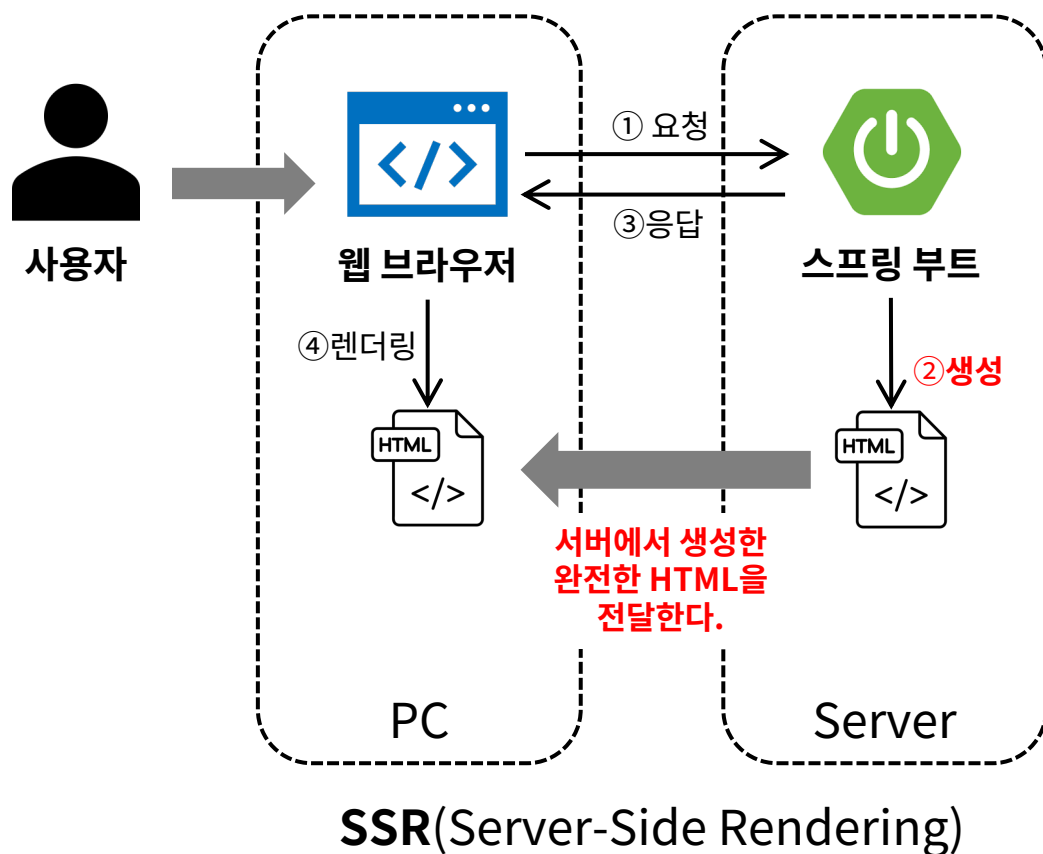 ① 요청
③응답
</>
사용자
웹 브라우저
스프링 부트
④렌더링
②생성
HTML
</>
HTML
</>
서버에서 생성한
완전한 HTML을
전달한다.
PC
Server
SSR(Server-Side Rendering)